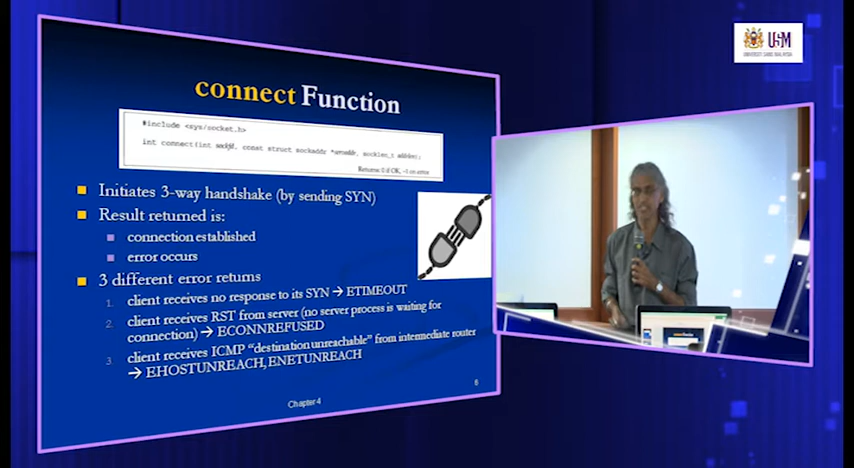 USM
UNIVERSITI SAINS MALAYSIA
connect Function
#include <sys/socket.h>
int connect(int sockfd, const struct sockaddr *servaddr, socklen_t addrlen);
Returns: 0 if OK, -1 on error
Initiates 3-way handshake (by sending SYN)
Result returned is:
connection established
error occurs
3 different error returns
1. client receives no response to its SYN → ETIMEOUT
2. client receives RST from server (no server process is waiting for
connection) → ECONNREFUSED
3. client receives ICMP “destination unreachable” from intermediate router
→ EHOSTUNREACH, ENETUNREACH
Chapter 4